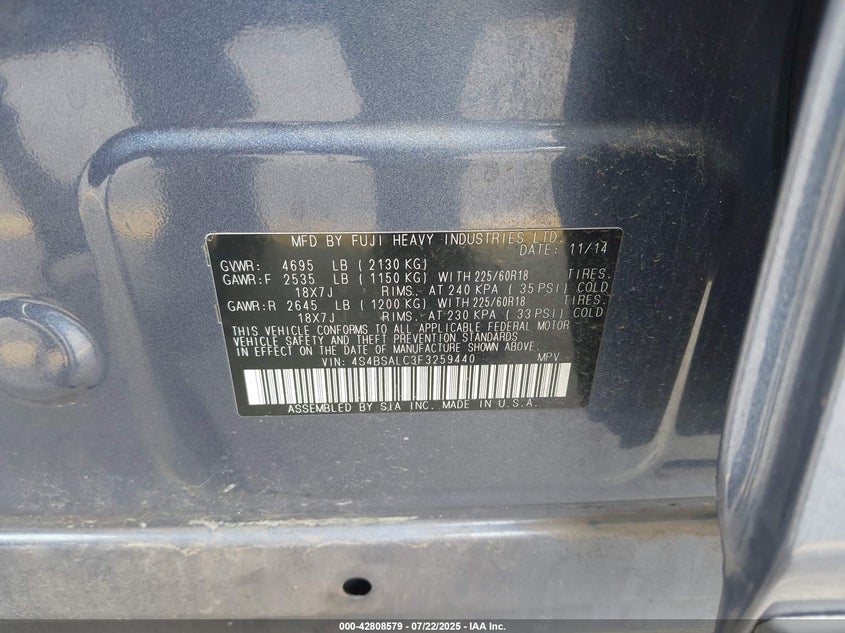 MFD BY FUJI HEAVY INDUSTRIES LTD.
DATE: 11/14
GVWR: 4695 LB ( 2130 KG)
GAWR:F 2535 LB ( 1150 KG) WITH 225/60R18 TIRES.
18X7J RIMS. AT 240 KPA ( 35 PSI) COLD
GAWR:R 2645 LB ( 1200 KG) WITH 225/60R18 TIRES.
18X7J RIMS. AT 230 KPA ( 33 PSI) COLD
THIS VEHICLE CONFORMS TO ALL APPLICABLE FEDERAL MOTOR
VEHICLE SAFETY AND THEFT PREVENTION STANDARDS
IN EFFECT ON THE DATE OF MANUFACTURE SHOWN ABOVE.
VIN: 4S4BSALC3F3259440 MPV
ASSEMBLED BY SIA INC. MADE IN U.S.A.
000-42808579 - 07/22/2025 - IAA Inc.